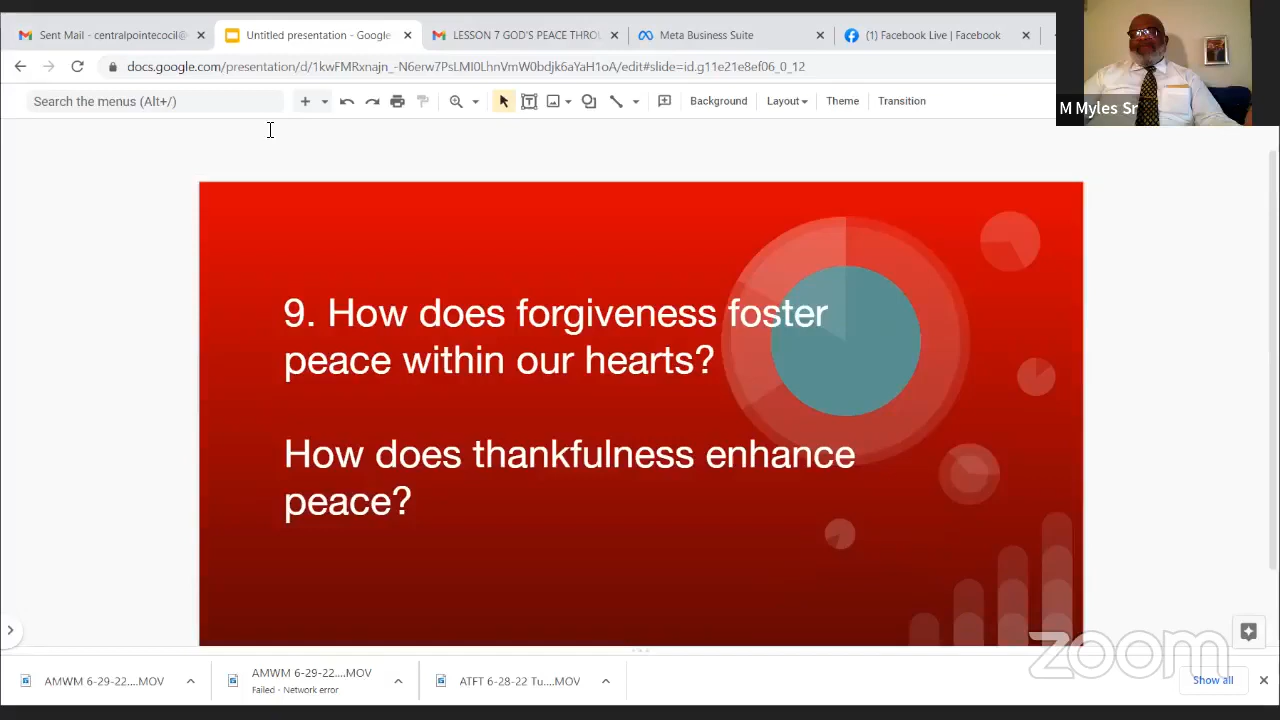 Sent Mail - centralpointecocil@
Untitled presentation - Google
LESSON 7 GOD'S PEACE THROU
Meta Business Suite
(1) Facebook Live | Facebook
docs.google.com/presentation/d/1kwFMRxnajn_-N6erw7PsLMI0LhnVnW0bdjk6aYaH1oA/edit#slide=id.g11e21e8ef06_0_12
Search the menus (Alt+/)
Background
Layout
Theme
Transition
M Myles Sr
9. How does forgiveness foster
peace within our hearts?
How does thankfulness enhance
peace?
zoom
AMWM 6-29-22....MOV
AMWM 6-29-22....MOV
Failed - Network error
ATFT 6-28-22 Tu....MOV
Show all